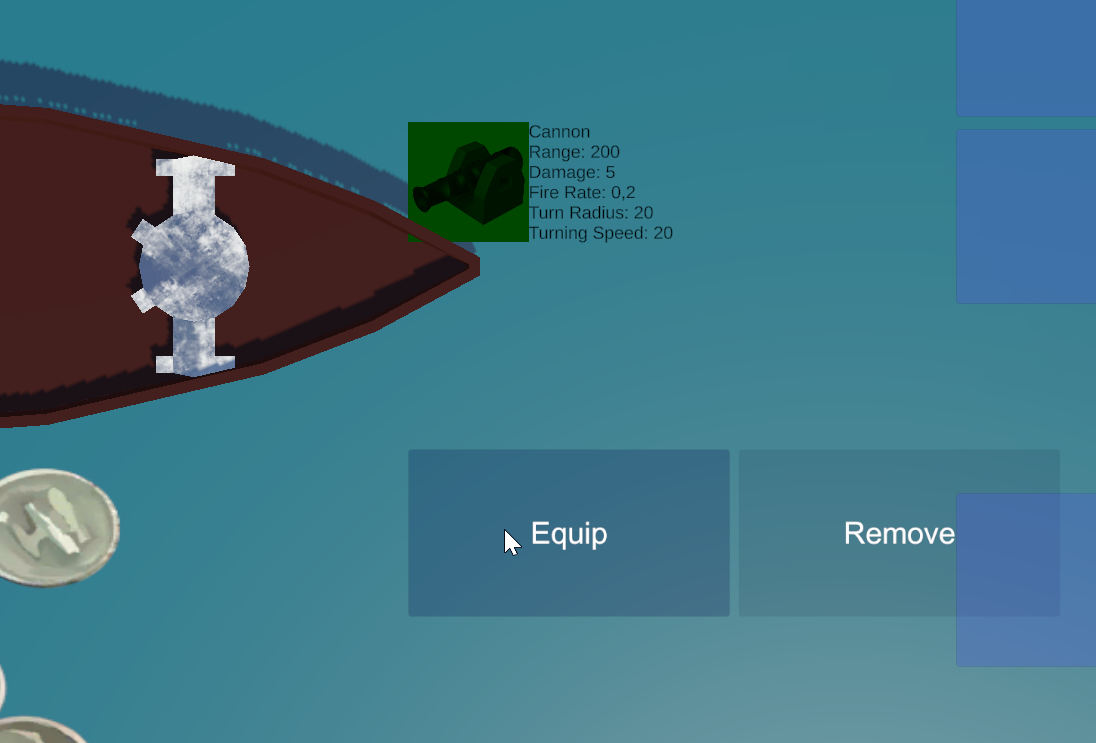 Cannon
Range: 200
Damage: 5
Fire Rate: 0,2
Turn Radius: 20
Turning Speed: 20
Equip
Remove